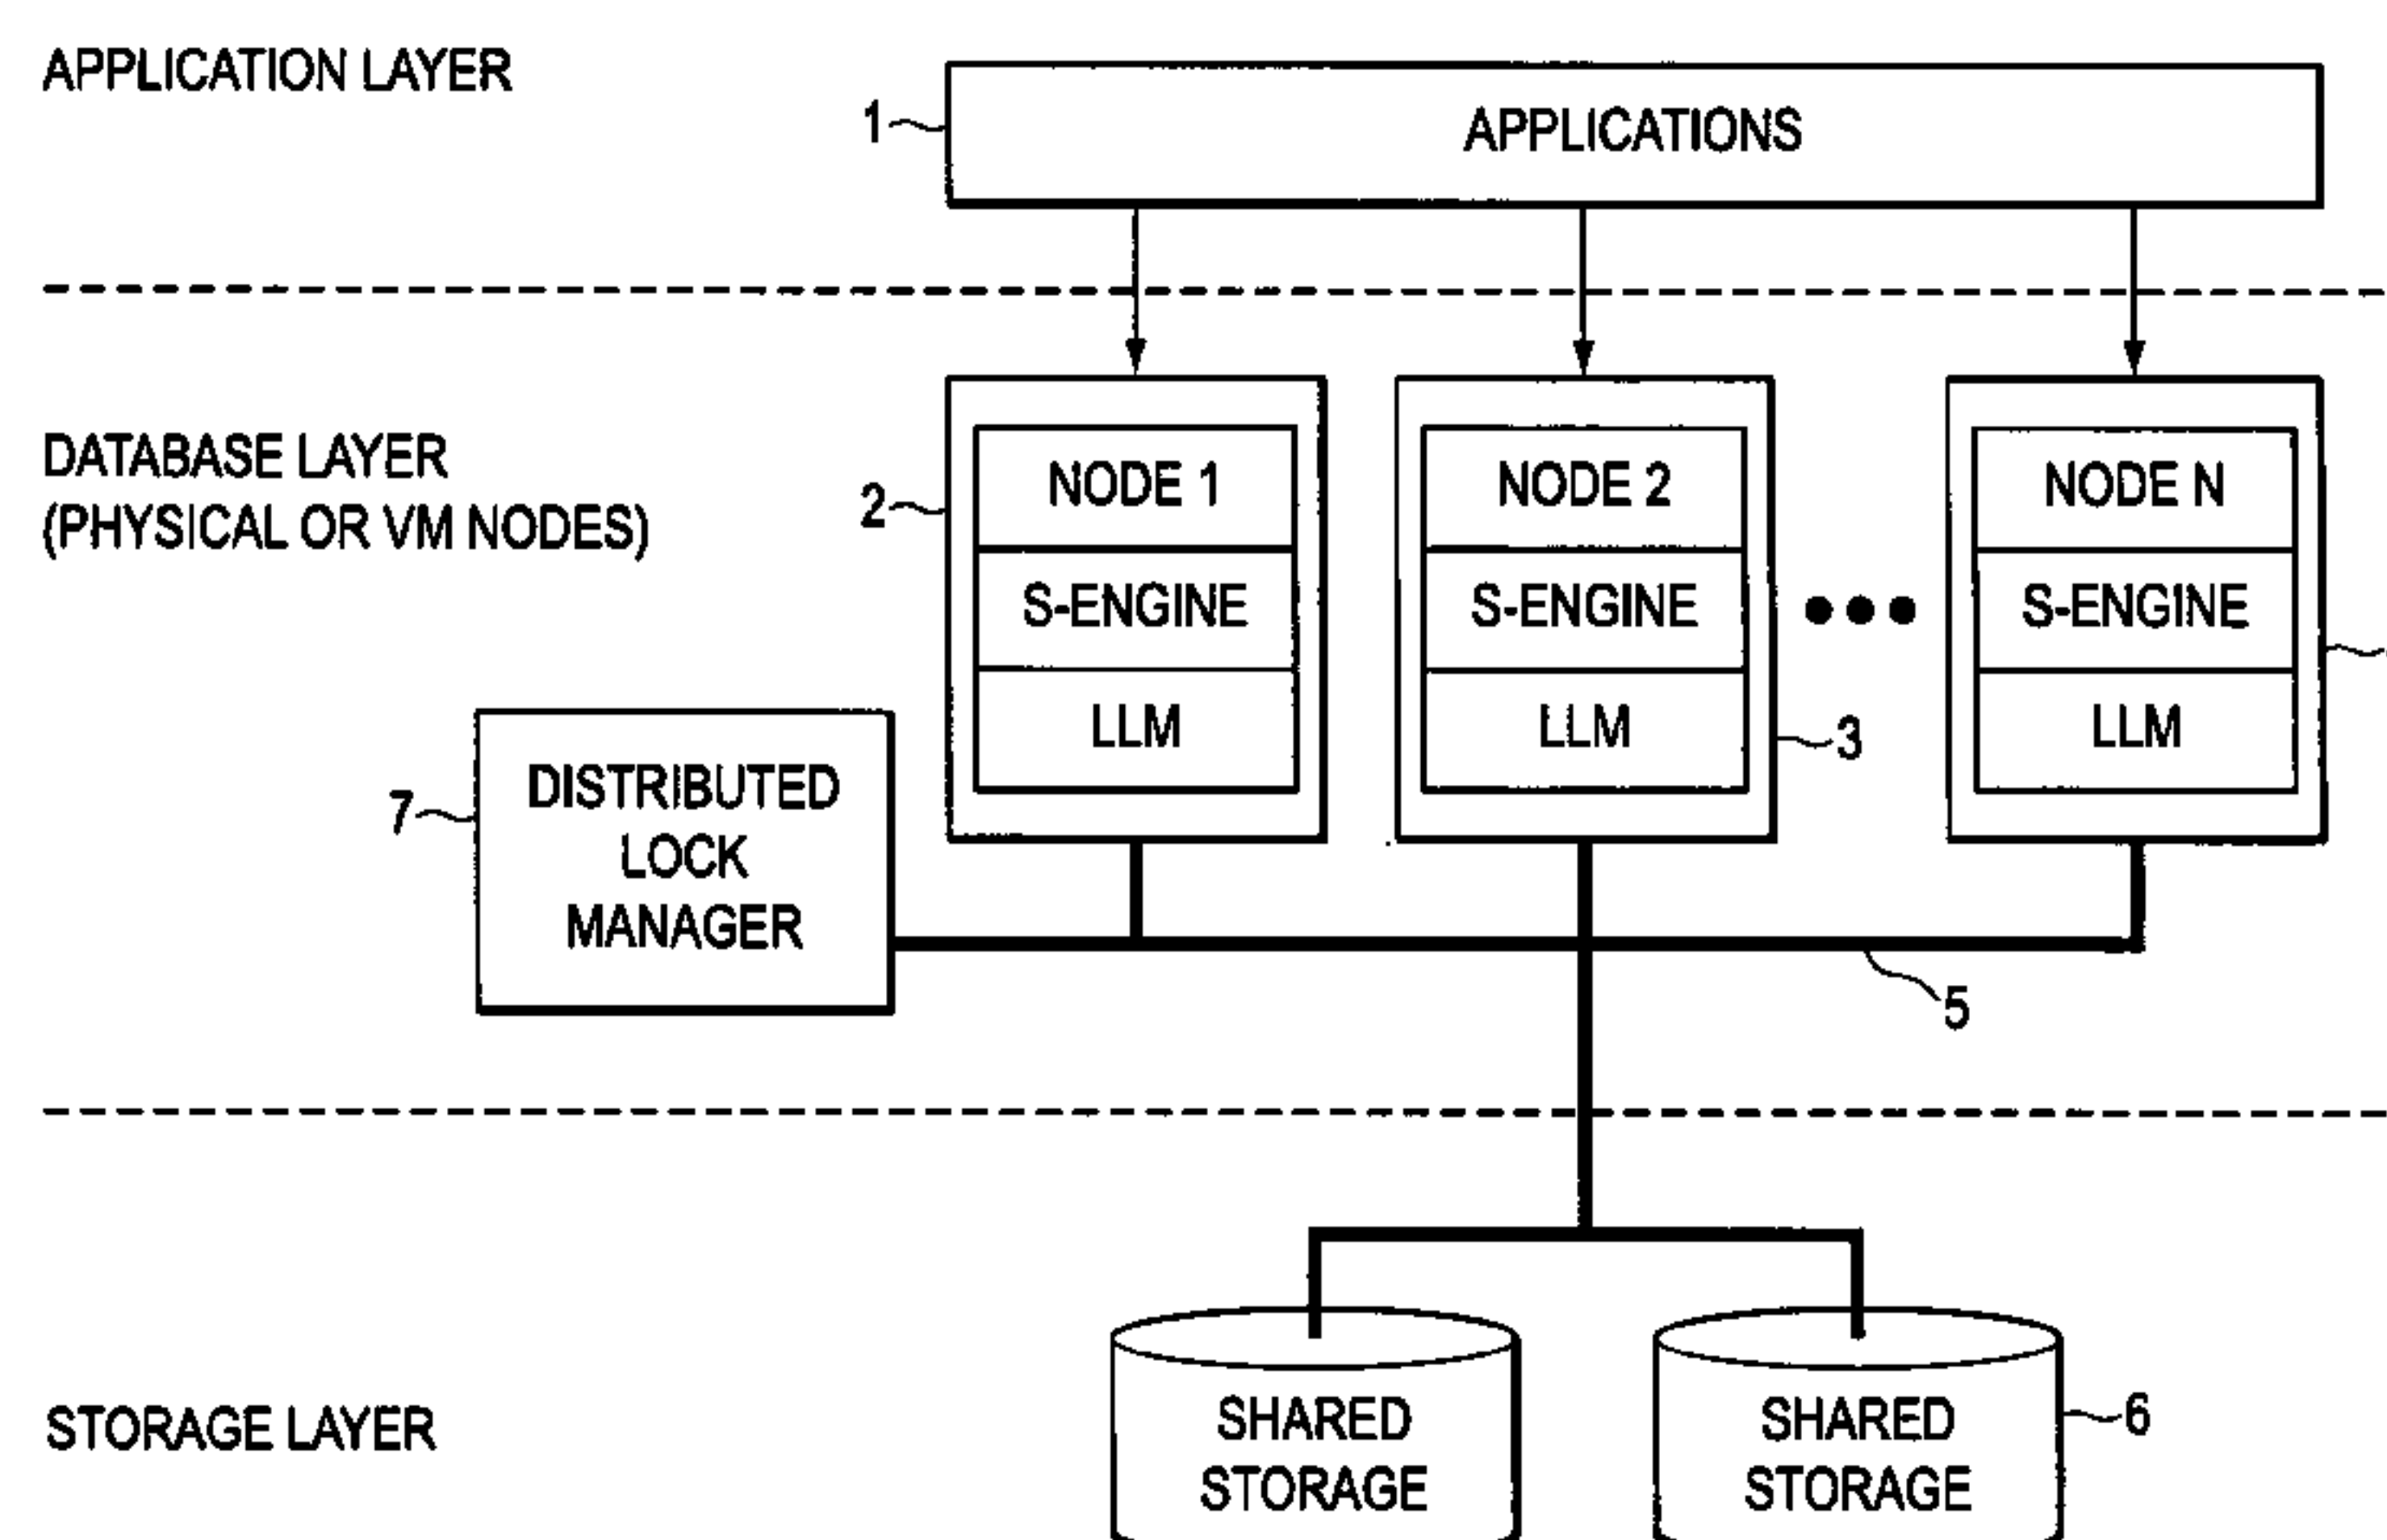 APPLICATION LAYER
1
APPLICATIONS
DATABASE LAYER
(PHYSICAL OR VM NODES)
2
NODE 1
S-ENGINE
LLM
NODE 2
S-ENGINE
LLM
3
NODE N
S-ENGINE
LLM
7
DISTRIBUTED
LOCK
MANAGER
5
STORAGE LAYER
SHARED
STORAGE
SHARED
STORAGE
6